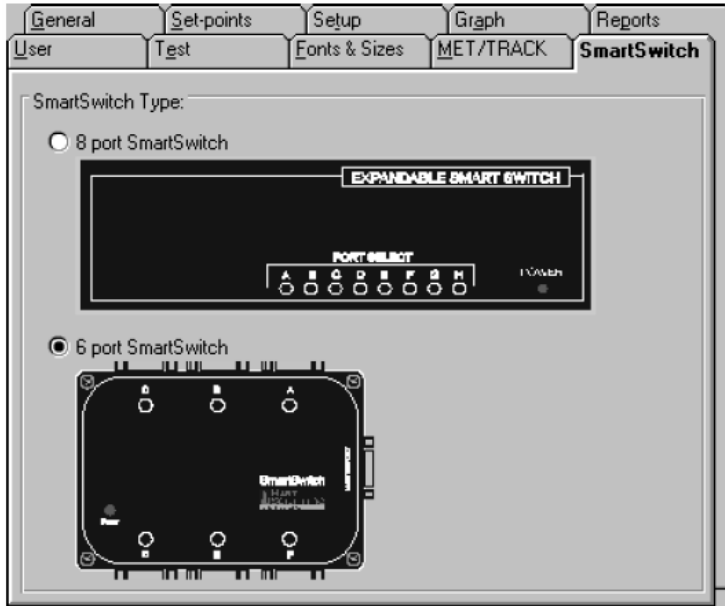 General Set-points Setup Graph Reports
User Test Fonts & Sizes MET/TRACK SmartSwitch
SmartSwitch Type:
8 port SmartSwitch
EXPANDABLE SMART SWITCH
PORT SELECT
A B C D E F G H POWER
6 port SmartSwitch
C B A
SmartSwitch
HART
Power
D E F